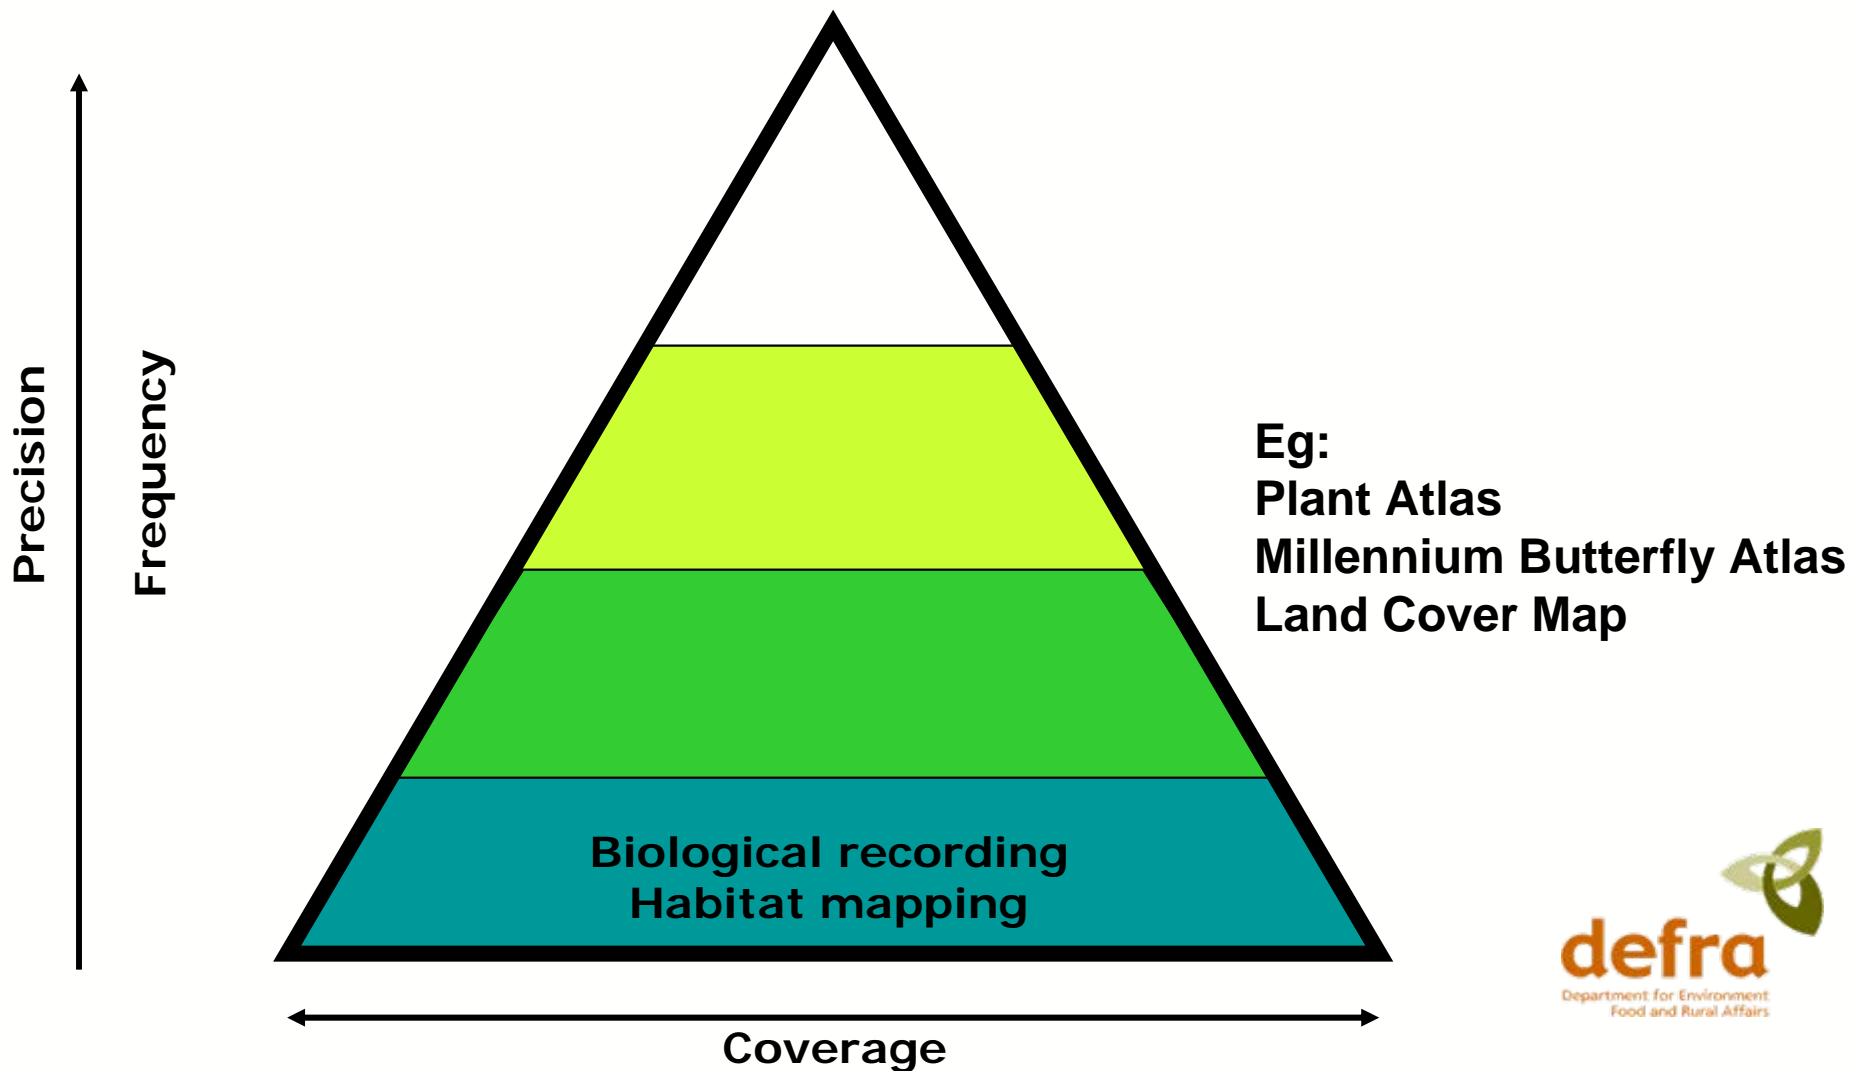 Precision
Frequency
Eg:
Plant Atlas
Millennium Butterfly Atlas
Land Cover Map
Biological recording
Habitat mapping
Coverage
defra
Department for Environment
Food and Rural Affairs